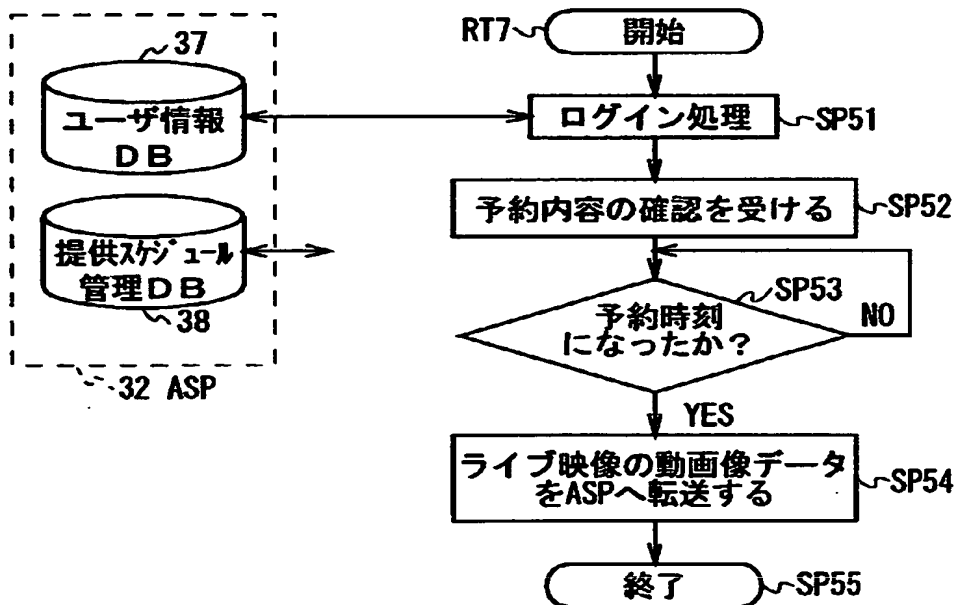 37
ユーザ情報
DB
提供スケジュール
管理DB
38
32 ASP
RT7
開始
ログイン処理
SP51
予約内容の確認を受ける
SP52
SP53
予約時刻
になったか?
NO
YES
ライブ映像の動画像データ
をASPへ転送する
SP54
終了
SP55